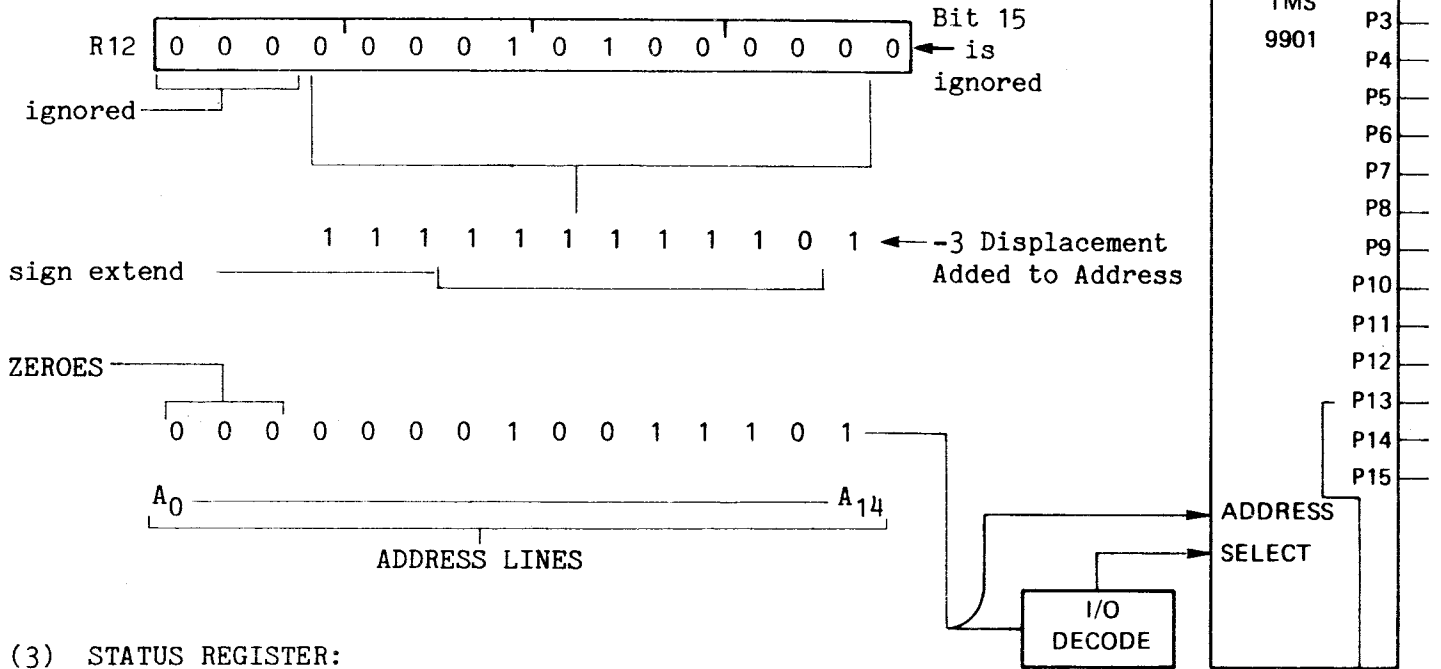 Bit 15
R12 0 0 0 0 0 0 0 1 0 1 0 0 0 0 0 0 is
ignored
ignored
1 1 1 1 1 1 1 1 1 1 0 1 -3 Displacement
sign extend Added to Address
ZEROES
0 0 0 0 0 0 0 1 0 0 1 1 1 0 1
A0 A14
ADDRESS LINES
TMS
9901
P3
P4
P5
P6
P7
P8
P9
P10
P11
P12
P13
P14
P15
ADDRESS
SELECT
I/O
DECODE
(3) STATUS REGISTER: